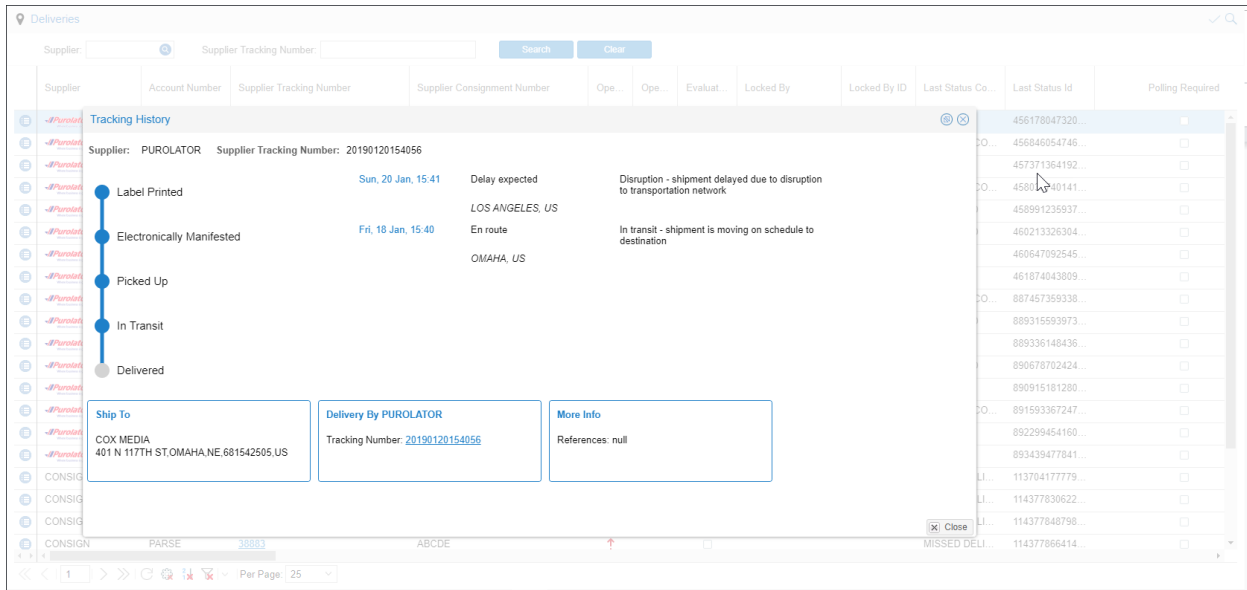 Deliveries
Supplier: Supplier Tracking Number: Search Clear
Supplier Account Number Supplier Tracking Number Supplier Consignment Number Ope... Ope... Evaluat... Locked By Locked By ID Last Status Co... Last Status Id Polling Required
Tracking History
Supplier: PUROLATOR Supplier Tracking Number: 20190120154056
Label Printed
Electronically Manifested
Picked Up
In Transit
Delivered
Sun, 20 Jan, 15:41 Delay expected Disruption - shipment delayed due to disruption
to transportation network
LOS ANGELES, US
Fri, 18 Jan, 15:40 En route In transit - shipment is moving on schedule to
destination
OMAHA, US
Ship To
COX MEDIA
401 N 117TH ST,OMAHA,NE,681542505,US
Delivery By PUROLATOR
Tracking Number: 20190120154056
More Info
References: null
Close
456178047320...
456846054746...
457371364192...
458991235937...
460213326304...
460647092545...
461874043809...
887457359338...
889315593973...
889336148436...
890678702424...
890915181280...
891593367247...
892299454160...
893439477841...
113704177779...
114377830622...
114377848798...
CONSIGN PARSE 38883 ABCDE MISSED DELI... 114377866414...
1 Per Page: 25